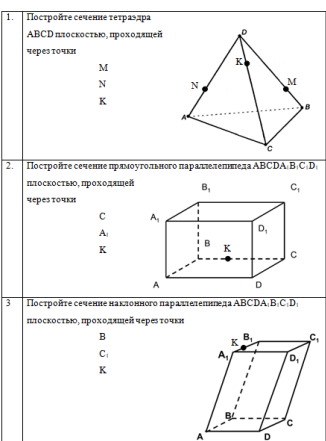 1. Постройте сечение тетраэдра
ABCD плоскостью, проходящей
через точки
M
N
K
D
K
N
M
A
B
C
2. Постройте сечение прямоугольного параллелепипеда ABCDA₁B₁C₁D₁
плоскостью, проходящей
через точки
C
A₁
K
B₁
C₁
A₁
D₁
B
K
C
A
D
3 Постройте сечение наклонного параллелепипеда ABCDA₁B₁C₁D₁
плоскостью, проходящей через точки
B
C₁
K
K
B₁
C₁
A₁
D₁
B
C
A
D